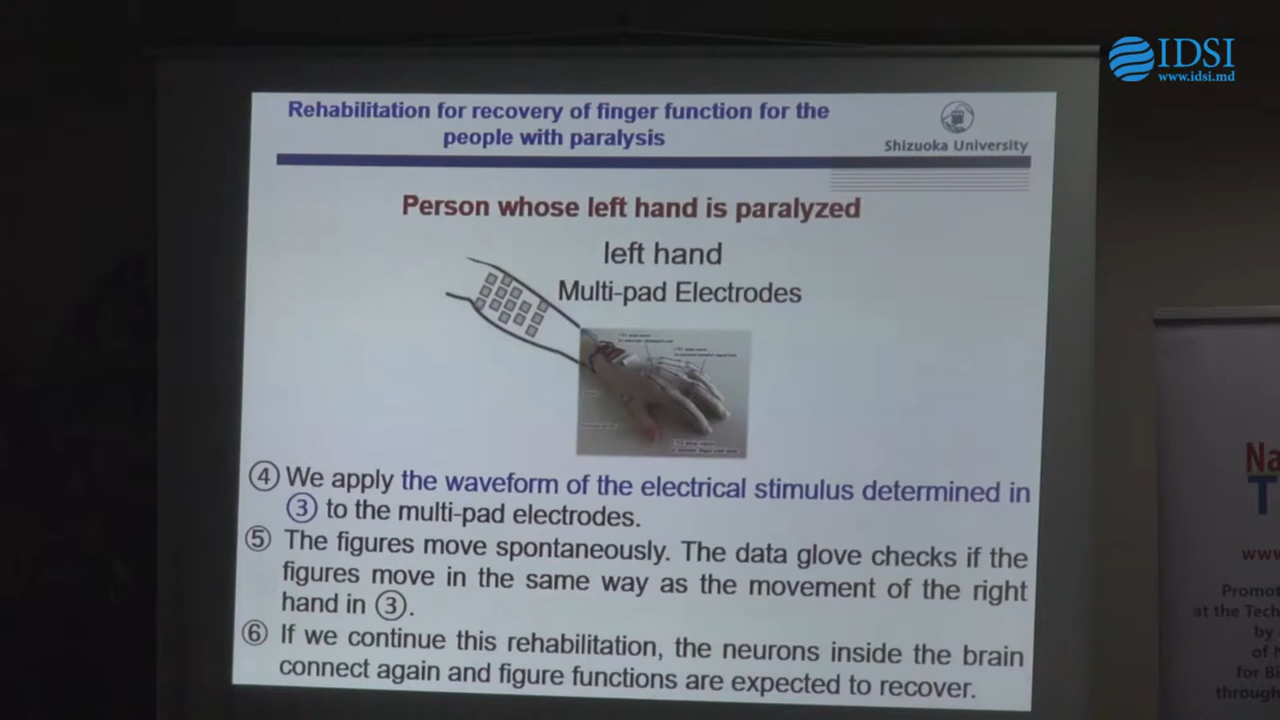 IDSI
www.idsi.md
Rehabilitation for recovery of finger function for the
people with paralysis
Shizuoka University
Person whose left hand is paralyzed
left hand
Multi-pad Electrodes
④ We apply the waveform of the electrical stimulus determined in
③ to the multi-pad electrodes.
⑤ The figures move spontaneously. The data glove checks if the
figures move in the same way as the movement of the right
hand in ③.
⑥ If we continue this rehabilitation, the neurons inside the brain
connect again and figure functions are expected to recover.
Na
T
www
Promot
at the Tech
by
of
for B
through